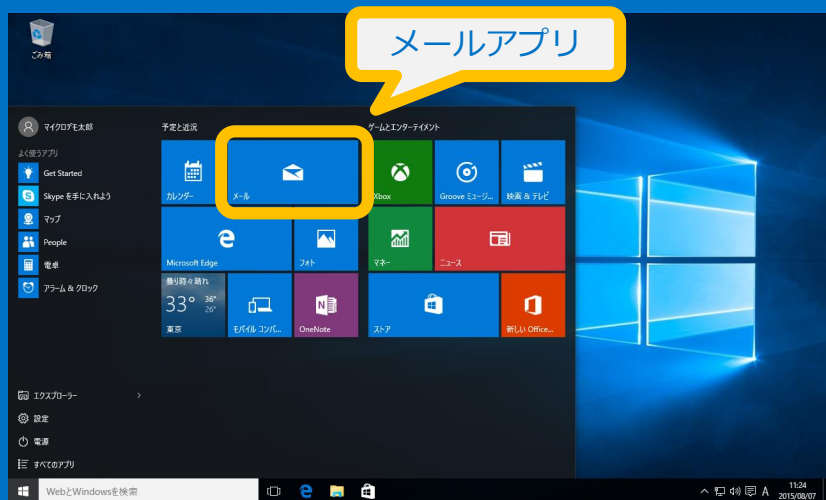 メールアプリ
ごみ箱
マイクロデモ太郎
よく使うアプリ
Get Started
Skype を手に入れよう
マップ
People
電卓
アラーム & クロック
エクスプローラー
設定
電源
すべてのアプリ
予定と近況
カレンダー
メール
Microsoft Edge
フォト
曇り時々晴れ
33° 36°
26°
東京
モバイル コンパ...
OneNote
ゲームとエンターテイメント
Xbox
Groove ミュージ...
映画 & テレビ
マネー
ニュース
ストア
新しい Office...
WebとWindowsを検索
A
11:24
2015/08/07